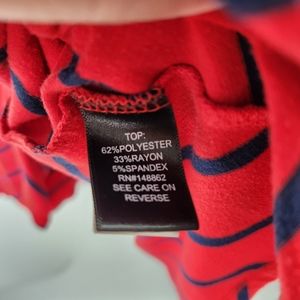 TOP:
62%POLYESTER
33%RAYON
5%SPANDEX
RN#148862
SEE CARE ON
REVERSE